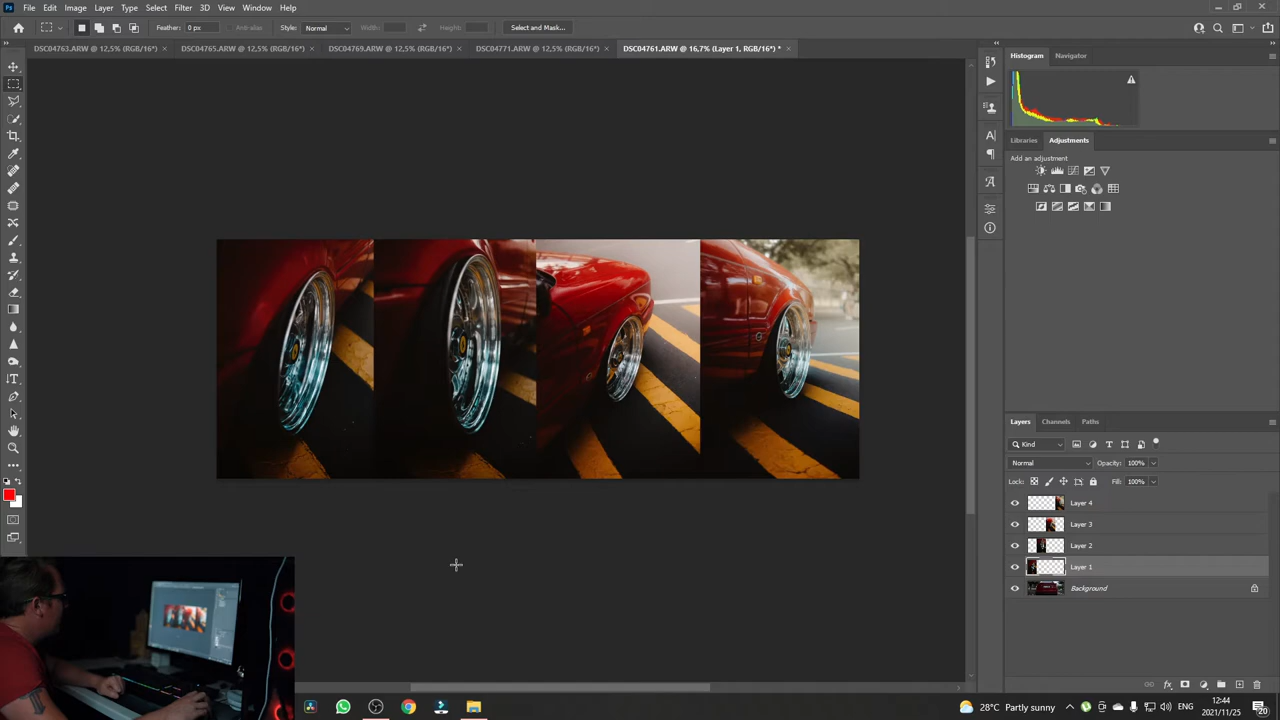 Ps File Edit Image Layer Type Select Filter 3D View Window Help
Feather: 0 px Anti-alias Style: Normal Width: Height: Select and Mask...
DSC04763.ARW @ 12,5% (RGB/16*) × DSC04765.ARW @ 12,5% (RGB/16*) × DSC04769.ARW @ 12,5% (RGB/16*) × DSC04771.ARW @ 12,5% (RGB/16*) × DSC04761.ARW @ 16,7% (Layer 1, RGB/16*) * ×
Histogram Navigator
Libraries Adjustments
Add an adjustment
Layers Channels Paths
Kind
Normal Opacity: 100%
Lock: Fill: 100%
Layer 4
Layer 3
Layer 2
Layer 1
Background
28°C Partly sunny
12:44
2021/11/25
20